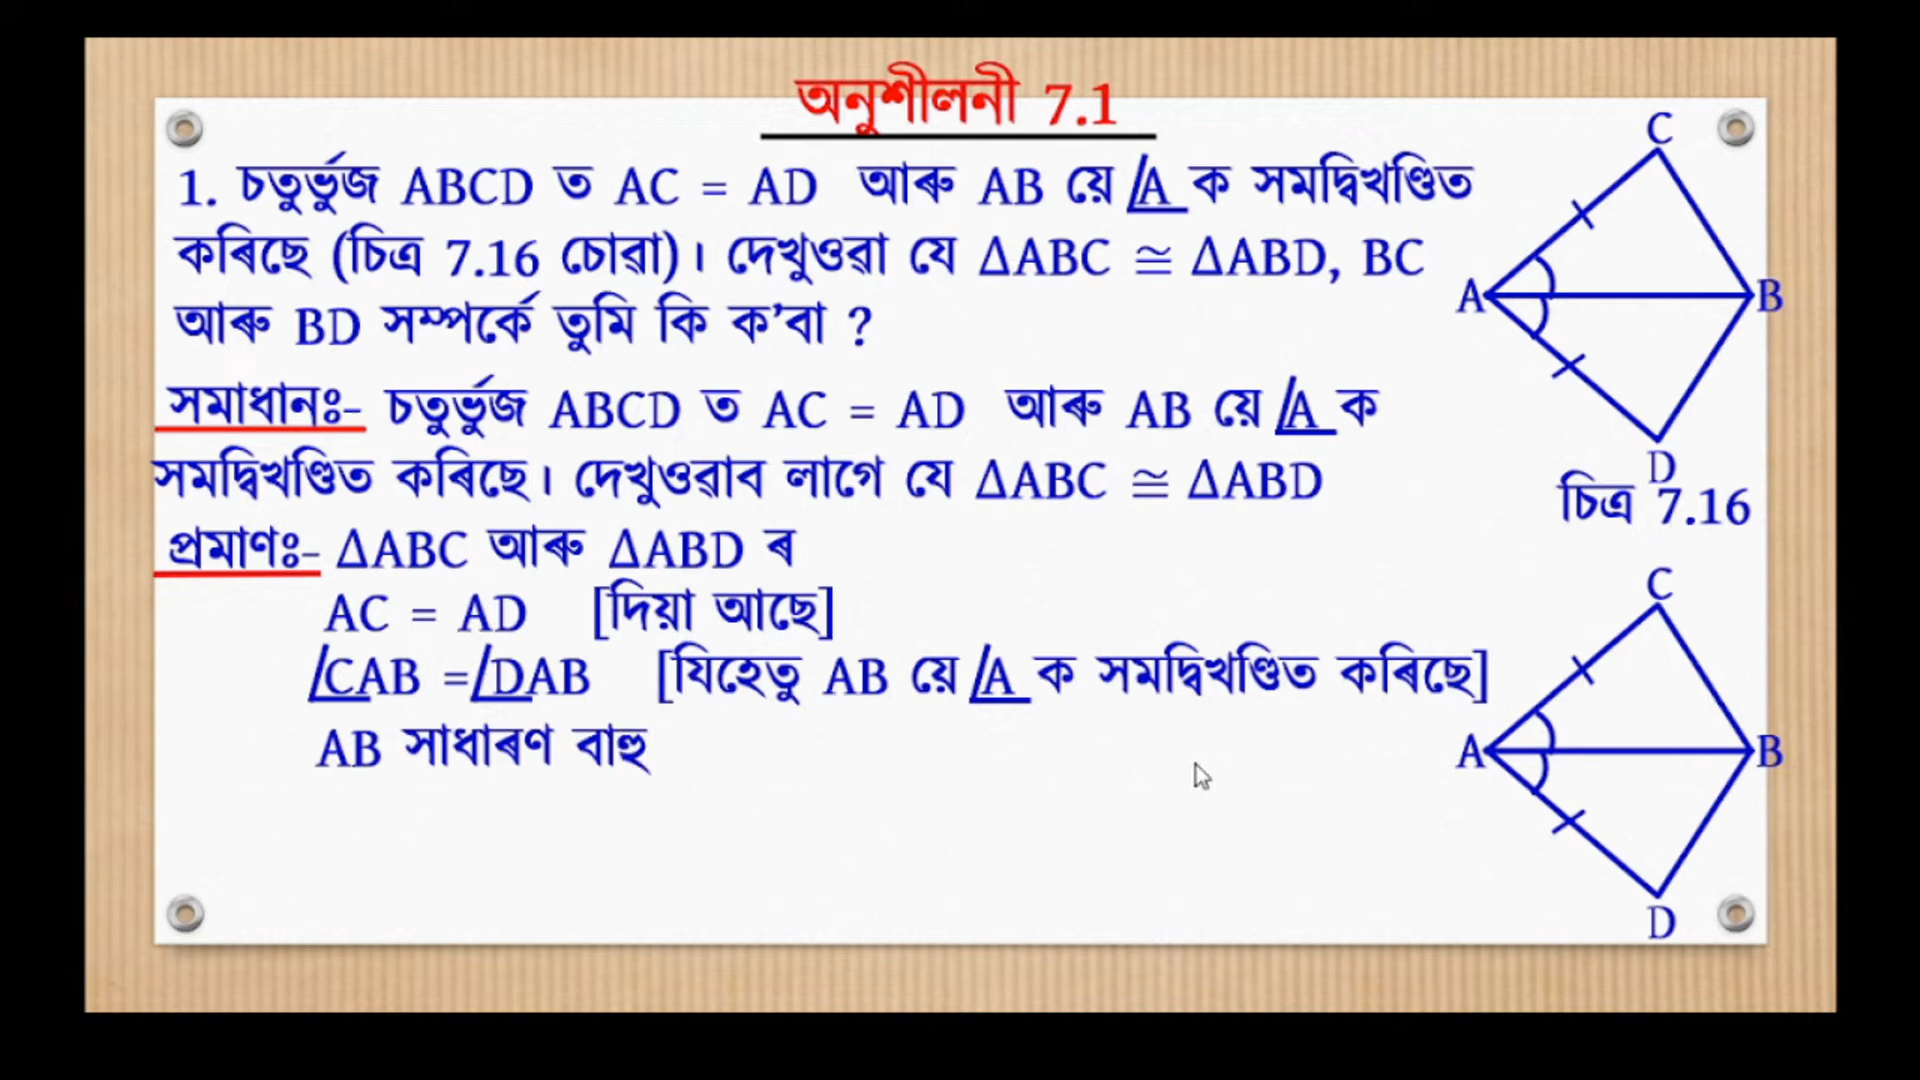 অনুশীলনী 7.1
1. চতুৰ্ভুজ ABCD ত AC = AD আৰু AB য়ে ∠A ক সমদ্বিখণ্ডিত
কৰিছে (চিত্ৰ 7.16 চোৱা)। দেখুওৱা যে ΔABC ≅ ΔABD, BC
আৰু BD সম্পৰ্কে তুমি কি ক’বা ?
সমাধানঃ- চতুৰ্ভুজ ABCD ত AC = AD আৰু AB য়ে ∠A ক
সমদ্বিখণ্ডিত কৰিছে। দেখুওৱাব লাগে যে ΔABC ≅ ΔABD
প্ৰমাণঃ- ΔABC আৰু ΔABD ৰ
AC = AD [দিয়া আছে]
∠CAB = ∠DAB [যিহেতু AB য়ে ∠A ক সমদ্বিখণ্ডিত কৰিছে]
AB সাধাৰণ বাহু
C
A
B
D
চিত্ৰ 7.16
C
A
B
D